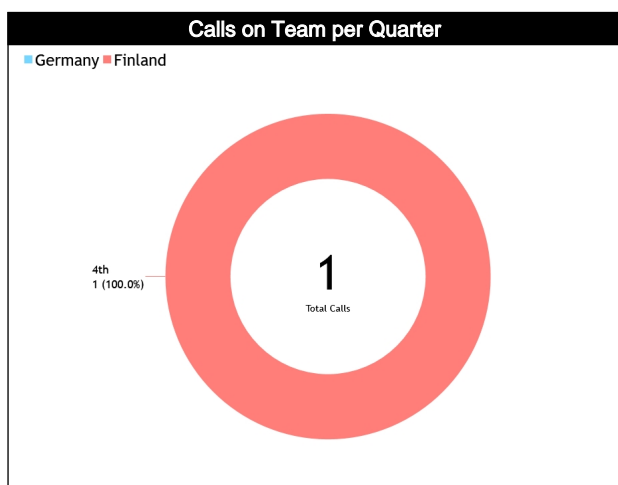 Calls on Team per Quarter
Germany Finland
4th
1 (100.0%)
1
Total Calls